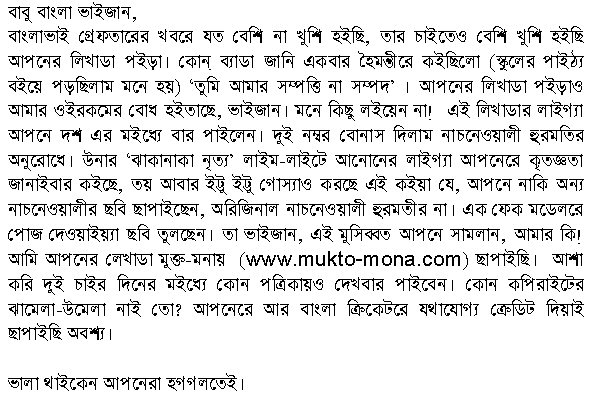 বাবু বাংলা ভাইজান,
বাংলাভাই গ্রেফতারের খবরে যত বেশি না খুশি হইছি, তার চাইতেও বেশি খুশি হইছি
আপনের লিখাডা পইড়া। কোন্ ব্যাডা জানি একবার হৈমন্তীরে কইছিলো (স্কুলের পাইঠ্য
বইয়ে পড়ছিলাম মনে হয়) ‘তুমি আমার সম্পত্তি না সম্পদ’ । আপনের লিখাডা পইড়াও
আমার ওইরকমের বোধ হইতাছে, ভাইজান। মনে কিছু লইয়েন না! এই লিখাডার লাইগ্যা
আপনে দশ এর মইধ্যে বার পাইলেন। দুই নম্বর বোনাস দিলাম নাচনেওয়ালী হুরমতির
অনুরোধে। উনার ‘ঝাকানাকা নৃত্য’ লাইম-লাইটে আনোনের লাইগ্যা আপনেরে কৃতজ্ঞতা
জানাইবার কইছে, তয় আবার ইট্টু ইট্টু গোস্যাও করছে এই কইয়া যে, আপনে নাকি অন্য
নাচনেওয়ালীর ছবি ছাপাইছেন, অরিজিনাল নাচনেওয়ালী হুরমতীর না। এক ফেক মডেলরে
পোজ দেওয়াইয়্যা ছবি তুলছেন। তা ভাইজান, এই মুসিব্বত আপনে সামলান, আমার কি!
আমি আপনের লেখাডা মুক্ত-মনায় (www.mukto-mona.com) ছাপাইছি। আশা
করি দুই চাইর দিনের মইধ্যে কোন পত্রিকায়ও দেখবার পাইবেন। কোন কপিরাইটের
ঝামেলা-উমেলা নাই তো? আপনেরে আর বাংলা ক্রিকেটরে যথাযোগ্য ক্রেডিট দিয়াই
ছাপাইছি অবশ্য।
ভালা থাইকেন আপনেরা হগগলতেই।